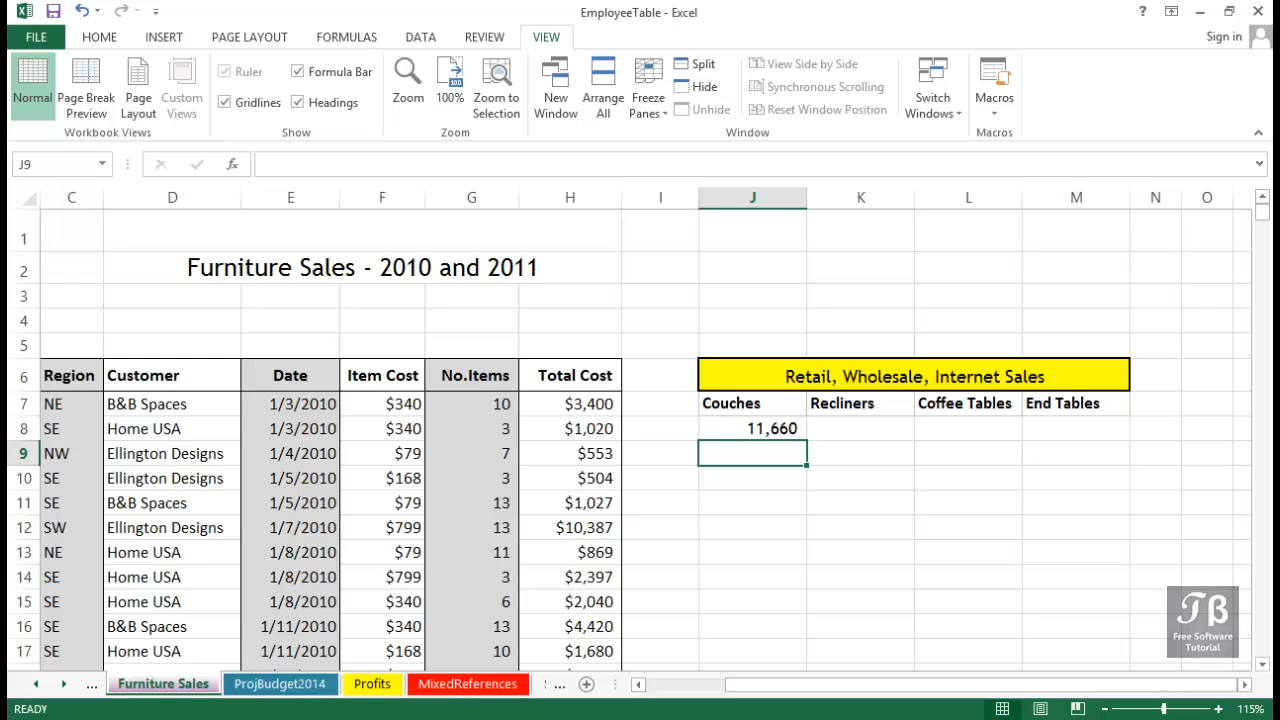 EmployeeTable - Excel
?
FILE HOME INSERT PAGE LAYOUT FORMULAS DATA REVIEW VIEW Sign in
Normal Page Break Preview Page Layout Custom Views
Ruler Formula Bar
Gridlines Headings
Zoom 100% Zoom to Selection
New Window Arrange All Freeze Panes
Split
Hide
Unhide
View Side by Side
Synchronous Scrolling
Reset Window Position
Switch Windows Macros
Workbook Views Show Zoom Window Macros
J9 fx
C D E F G H I J K L M N O
1
2 Furniture Sales - 2010 and 2011
3
4
5
6 Region Customer Date Item Cost No.Items Total Cost Retail, Wholesale, Internet Sales
7 NE B&B Spaces 1/3/2010 $340 10 $3,400 Couches Recliners Coffee Tables End Tables
8 SE Home USA 1/3/2010 $340 3 $1,020 11,660
9 NW Ellington Designs 1/4/2010 $79 7 $553
10 SE Ellington Designs 1/5/2010 $168 3 $504
11 SE B&B Spaces 1/5/2010 $79 13 $1,027
12 SW Ellington Designs 1/7/2010 $799 13 $10,387
13 NE Home USA 1/8/2010 $79 11 $869
14 SE Home USA 1/8/2010 $799 3 $2,397
15 SE Home USA 1/8/2010 $340 6 $2,040
16 SE B&B Spaces 1/11/2010 $340 13 $4,420
17 SE Home USA 1/11/2010 $168 10 $1,680
TB
Free Software
Tutorial
... Furniture Sales ProjBudget2014 Profits MixedReferences ...
READY 115%